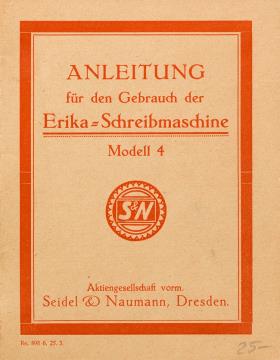 ANLEITUNG
für den Gebrauch der
Erika-Schreibmaschine
Modell 4
S&N
Aktiengesellschaft vorm.
Seidel & Naumann, Dresden.
25-